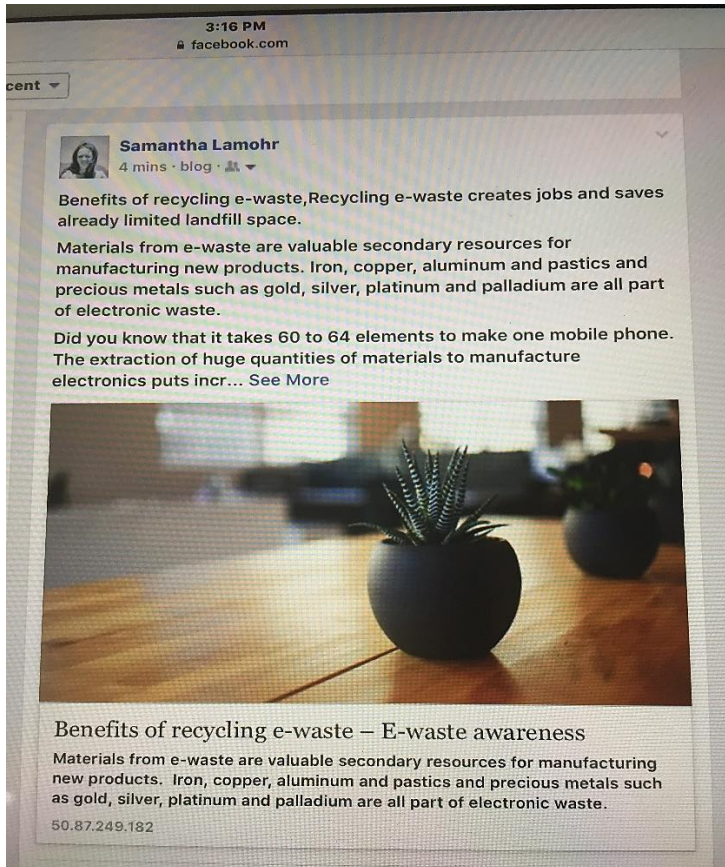 3:16 PM
facebook.com
cent
Samantha Lamohr
4 mins · blog ·
Benefits of recycling e-waste,Recycling e-waste creates jobs and saves
already limited landfill space.
Materials from e-waste are valuable secondary resources for
manufacturing new products. Iron, copper, aluminum and pastics and
precious metals such as gold, silver, platinum and palladium are all part
of electronic waste.
Did you know that it takes 60 to 64 elements to make one mobile phone.
The extraction of huge quantities of materials to manufacture
electronics puts incr... See More
Benefits of recycling e-waste – E-waste awareness
Materials from e-waste are valuable secondary resources for manufacturing
new products.  Iron, copper, aluminum and pastics and precious metals such
as gold, silver, platinum and palladium are all part of electronic waste.
50.87.249.182